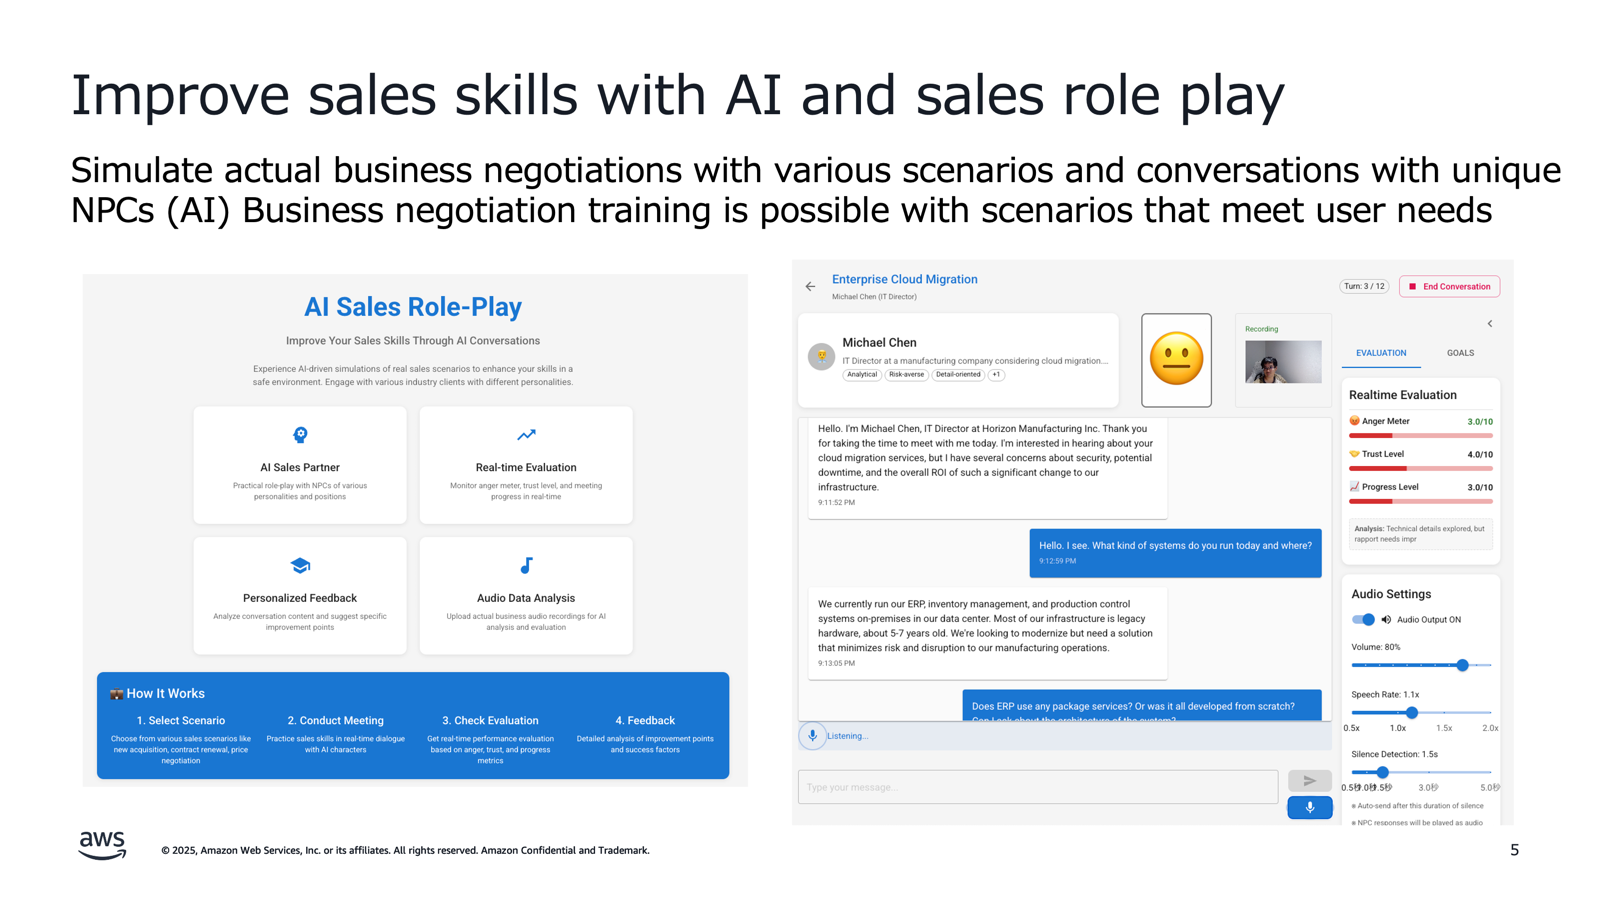 Improve sales skills with AI and sales role play
Simulate actual business negotiations with various scenarios and conversations with unique
NPCs (AI) Business negotiation training is possible with scenarios that meet user needs
AI Sales Role-Play
Improve Your Sales Skills Through AI Conversations
Experience AI-driven simulations of real sales scenarios to enhance your skills in a
safe environment. Engage with various industry clients with different personalities.
AI Sales Partner
Practical role-play with NPCs of various
personalities and positions
Real-time Evaluation
Monitor anger meter, trust level, and meeting
progress in real-time
Personalized Feedback
Analyze conversation content and suggest specific
improvement points
Audio Data Analysis
Upload actual business audio recordings for AI
analysis and evaluation
How It Works
1. Select Scenario
Choose from various sales scenarios like
new acquisition, contract renewal, price
negotiation
2. Conduct Meeting
Practice sales skills in real-time dialogue
with AI characters
3. Check Evaluation
Get real-time performance evaluation
based on anger, trust, and progress
metrics
4. Feedback
Detailed analysis of improvement points
and success factors
Enterprise Cloud Migration
Michael Chen (IT Director)
Turn: 3 / 12
End Conversation
Michael Chen
IT Director at a manufacturing company considering cloud migration...
Analytical Risk-averse Detail-oriented +1
Recording
Hello. I'm Michael Chen, IT Director at Horizon Manufacturing Inc. Thank you
for taking the time to meet with me today. I'm interested in hearing about your
cloud migration services, but I have several concerns about security, potential
downtime, and the overall ROI of such a significant change to our
infrastructure.
9:11:52 PM
Hello. I see. What kind of systems do you run today and where?
9:12:59 PM
We currently run our ERP, inventory management, and production control
systems on-premises in our data center. Most of our infrastructure is legacy
hardware, about 5-7 years old. We're looking to modernize but need a solution
that minimizes risk and disruption to our manufacturing operations.
9:13:05 PM
Does ERP use any package services? Or was it all developed from scratch?
Can I ask about the architecture of the system?
Listening...
Type your message...
EVALUATION GOALS
Realtime Evaluation
Anger Meter 3.0/10
Trust Level 4.0/10
Progress Level 3.0/10
Analysis: Technical details explored, but
rapport needs impr
Audio Settings
Audio Output ON
Volume: 80%
Speech Rate: 1.1x
0.5x 1.0x 1.5x 2.0x
Silence Detection: 1.5s
0.5秒1.0秒1.5秒 3.0秒 5.0秒
Auto-send after this duration of silence
NPC responses will be played as audio
aws
© 2025, Amazon Web Services, Inc. or its affiliates. All rights reserved. Amazon Confidential and Trademark.
5